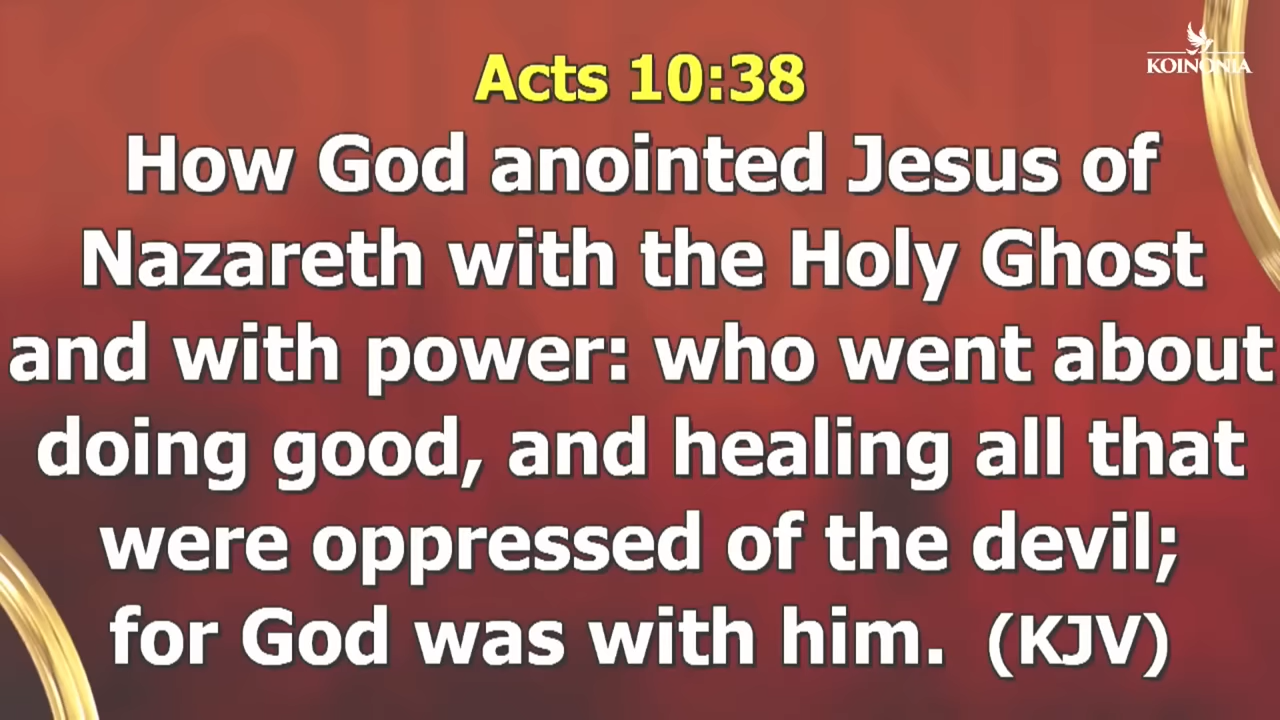 KOINONIA
Acts 10:38
How God anointed Jesus of
Nazareth with the Holy Ghost
and with power: who went about
doing good, and healing all that
were oppressed of the devil;
for God was with him.  (KJV)